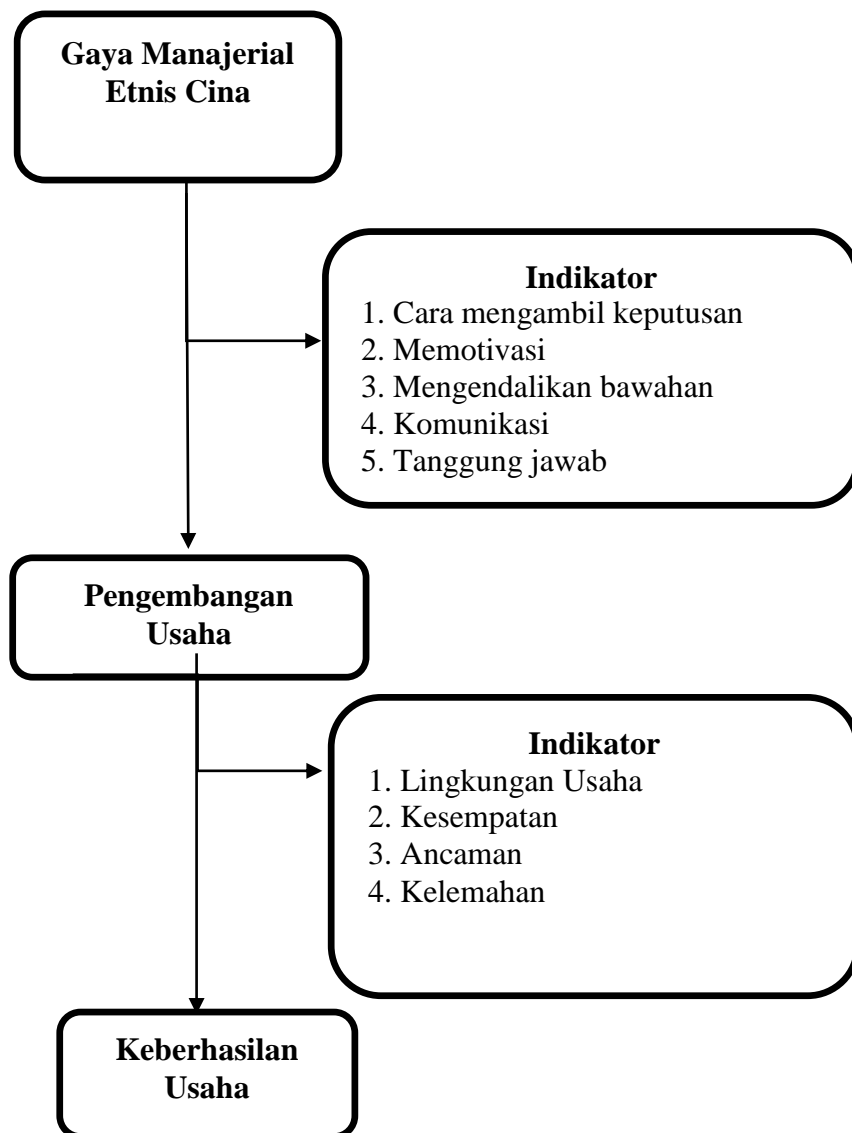 Gaya Manajerial
Etnis Cina
Indikator
1. Cara mengambil keputusan
2. Memotivasi
3. Mengendalikan bawahan
4. Komunikasi
5. Tanggung jawab
Pengembangan
Usaha
Indikator
1. Lingkungan Usaha
2. Kesempatan
3. Ancaman
4. Kelemahan
Keberhasilan
Usaha